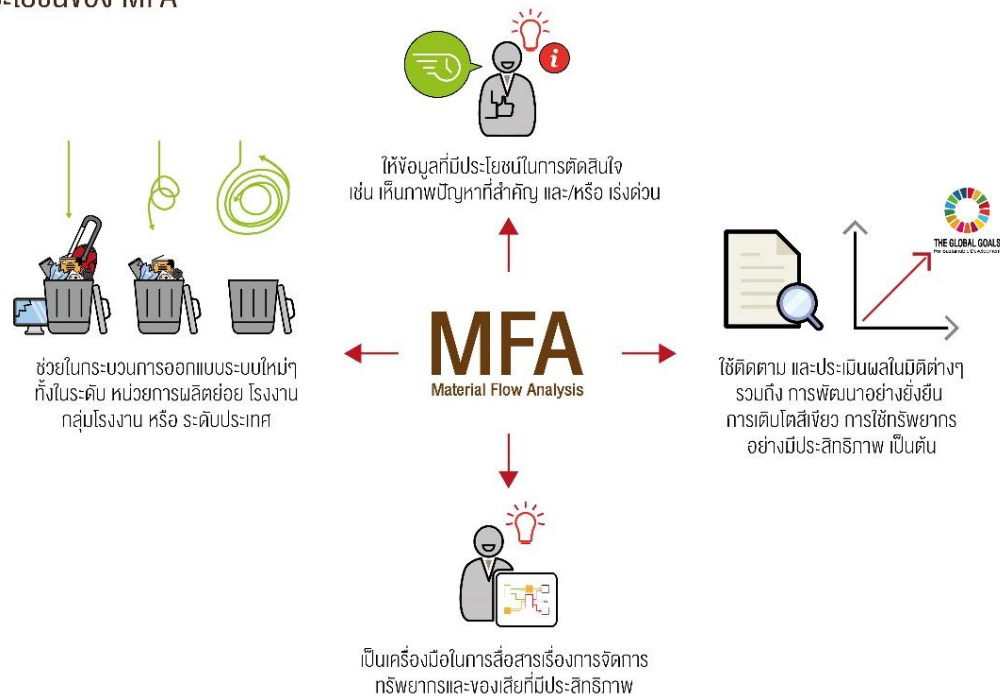 ของ MFA
ให้ข้อมูลที่มีประโยชน์ในการตัดสินใจ
เช่น เห็นภาพปัญหาที่สำคัญ และ/หรือ เร่งด่วน
THE GLOBAL GOALS
For Sustainable Development
MFA
Material Flow Analysis
ช่วยในกระบวนการออกแบบระบบใหม่ๆ
ทั้งในระดับ หน่วยการผลิตย่อย โรงงาน
กลุ่มโรงงาน หรือ ระดับประเทศ
ใช้ติดตาม และประเมินผลในมิติต่างๆ
รวมถึง การพัฒนาอย่างยั่งยืน
การเติบโตสีเขียว การใช้ทรัพยากร
อย่างมีประสิทธิภาพ เป็นต้น
เป็นเครื่องมือในการสื่อสารเรื่องการจัดการ
ทรัพยากรและของเสียที่มีประสิทธิภาพ